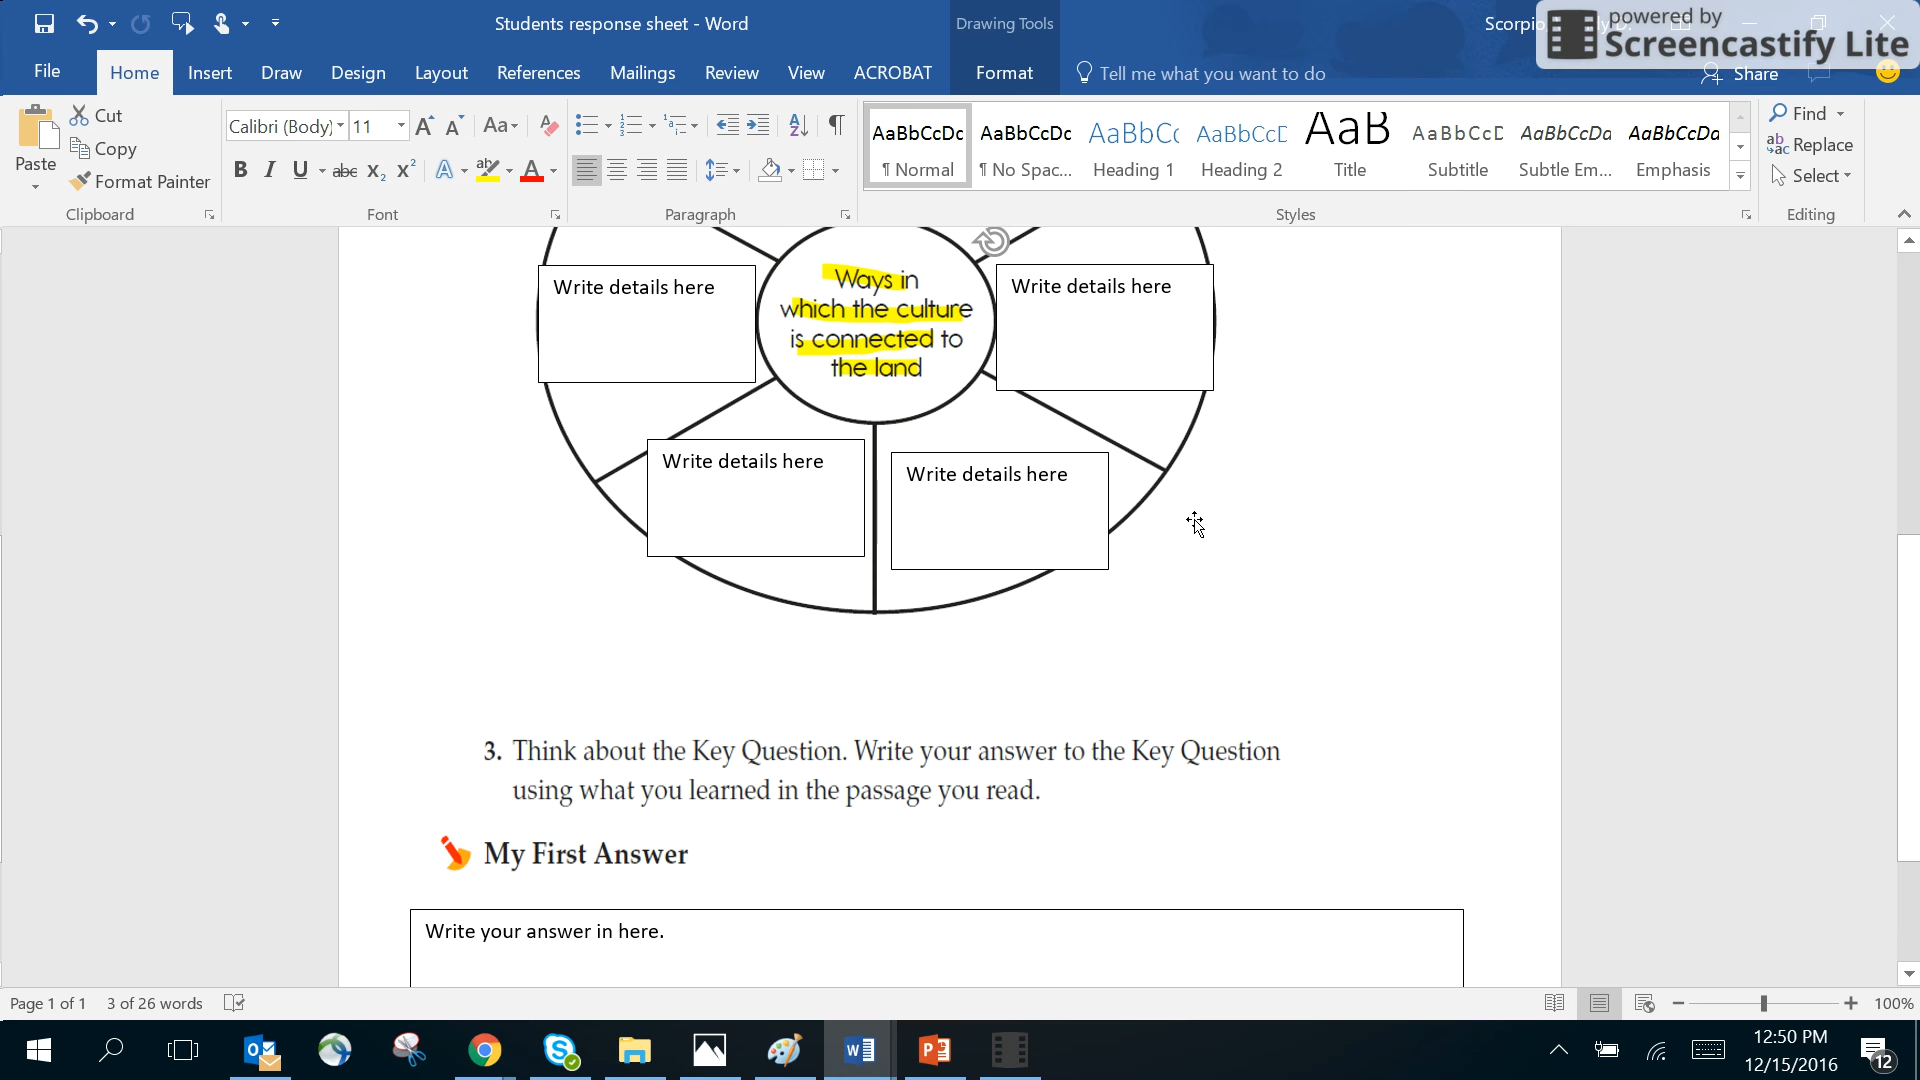 Students response sheet - Word
Drawing Tools
Scorpio
powered by
Screencastify Lite
File
Home
Insert
Draw
Design
Layout
References
Mailings
Review
View
ACROBAT
Format
Tell me what you want to do
Share
Paste
Cut
Copy
Format Painter
Clipboard
Calibri (Body)
11
Font
Paragraph
AaBbCcDc
¶ Normal
AaBbCcDc
¶ No Spac...
AaBbCc
Heading 1
AaBbCcD
Heading 2
AaB
Title
AaBbCcD
Subtitle
AaBbCcDa
Subtle Em...
AaBbCcDa
Emphasis
Styles
Find
Replace
Select
Editing
Write details here
Ways in
which the culture
is connected to
the land
Write details here
Write details here
Write details here
3. Think about the Key Question. Write your answer to the Key Question
using what you learned in the passage you read.
My First Answer
Write your answer in here.
Page 1 of 1
3 of 26 words
100%
12:50 PM
12/15/2016
12